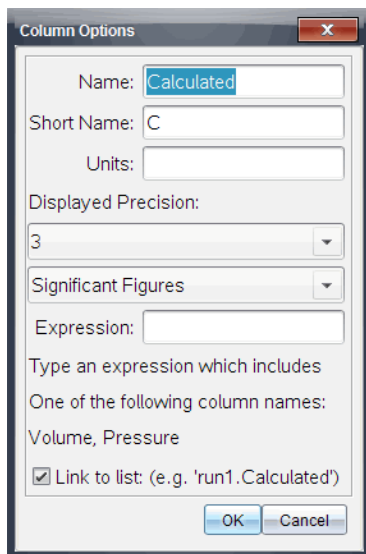 Column Options
x
Name: Calculated
Short Name: C
Units:
Displayed Precision:
3
Significant Figures
Expression:
Type an expression which includes
One of the following column names:
Volume, Pressure
Link to list: (e.g. 'run1.Calculated')
OK Cancel